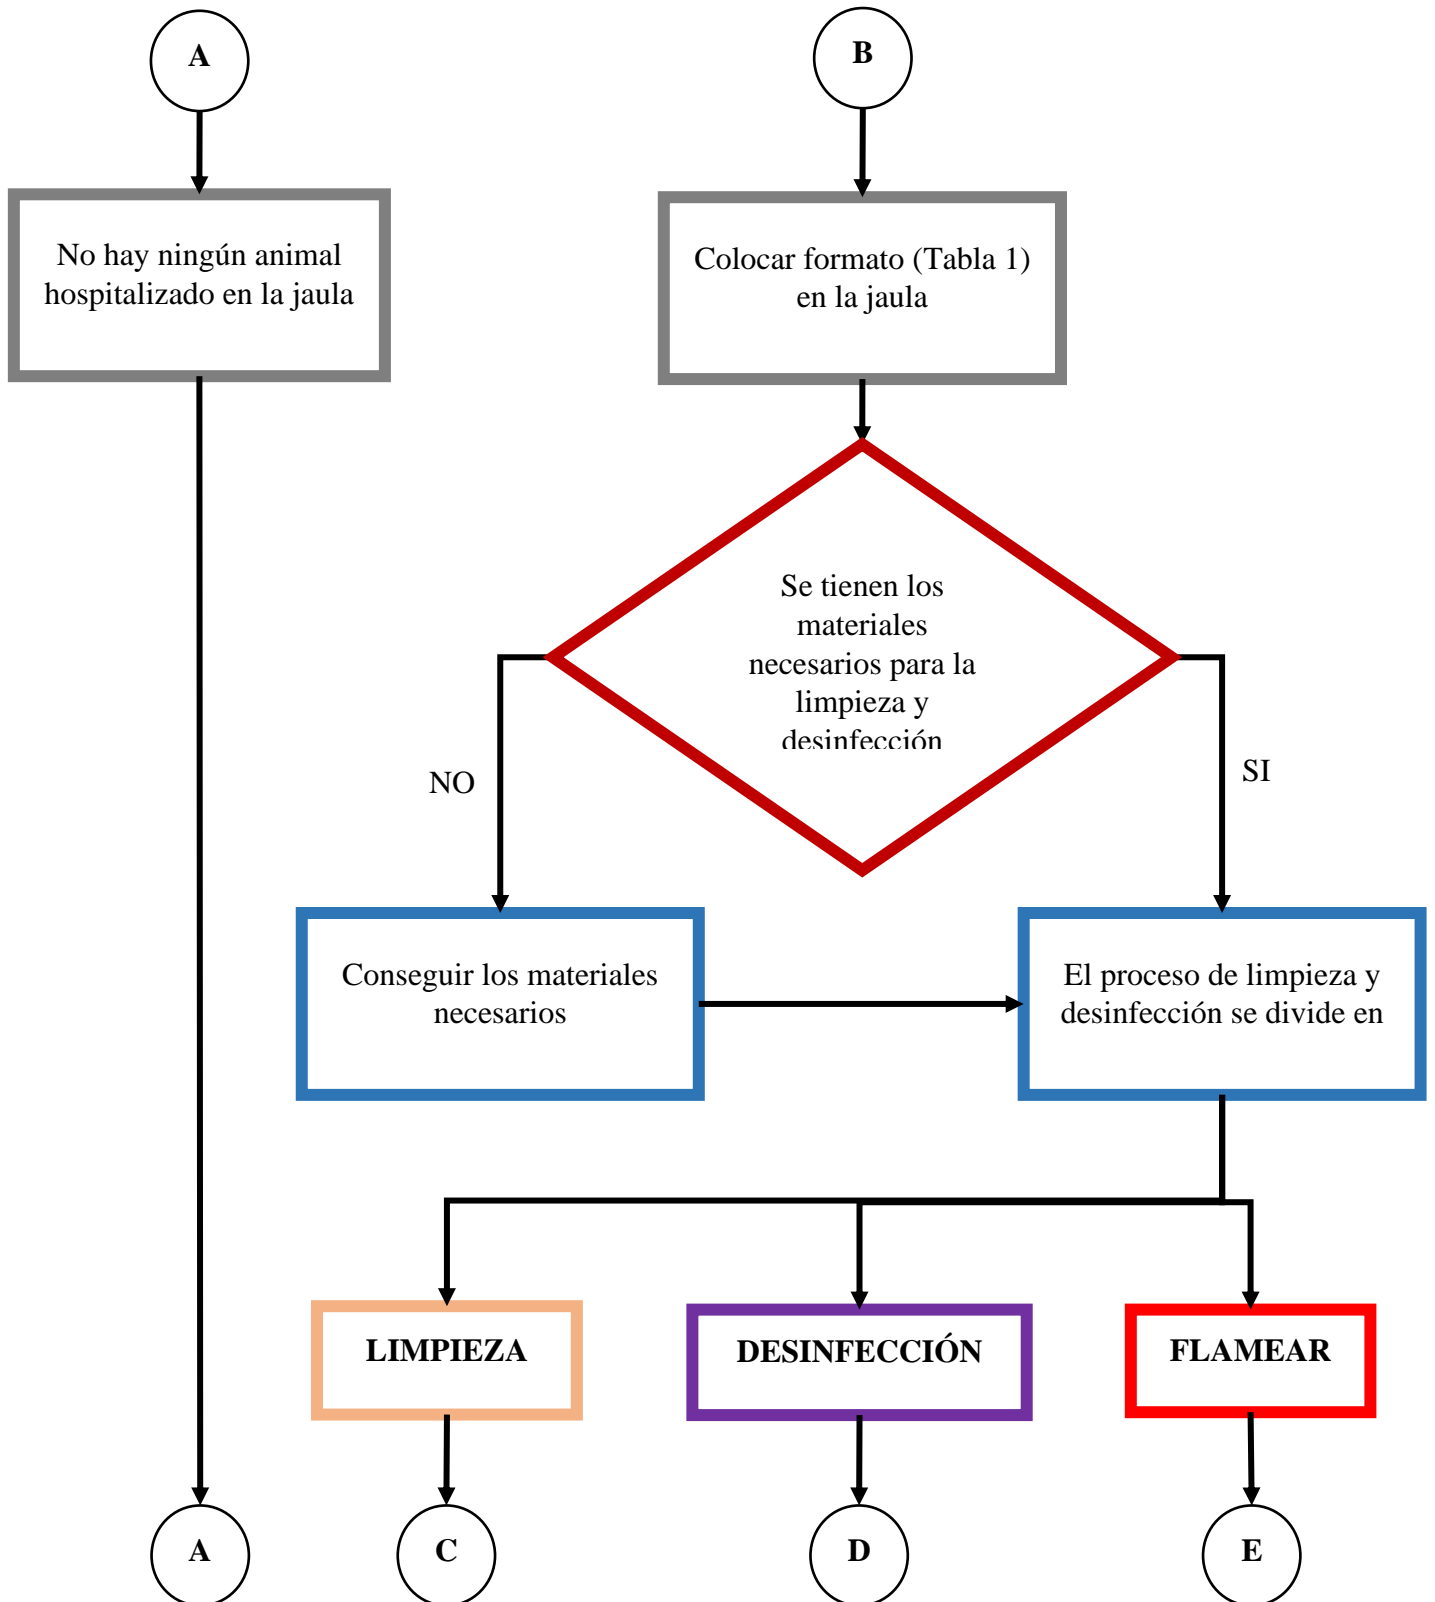 A
B
No hay ningún animal
hospitalizado en la jaula
Colocar formato (Tabla 1)
en la jaula
Se tienen los
materiales
necesarios para la
limpieza y
desinfección
NO
SI
Conseguir los materiales
necesarios
El proceso de limpieza y
desinfección se divide en
LIMPIEZA
DESINFECCIÓN
FLAMEAR
A
C
D
E